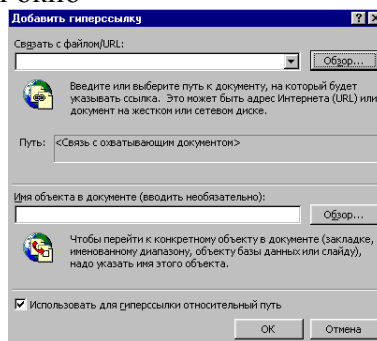 Добавить гиперссылку
Связать с файлом/URL:
Обзор...
Введите или выберите путь к документу, на который будет
указывать ссылка. Это может быть адрес Интернета (URL) или
документ на жестком или сетевом диске.
Путь: <Связь с охватывающим документом>
Имя объекта в документе (вводить необязательно):
Обзор...
Чтобы перейти к конкретному объекту в документе (закладке,
именованному диапазону, объекту базы данных или слайду),
надо указать имя этого объекта.
Использовать для гиперссылки относительный путь
ОК Отмена